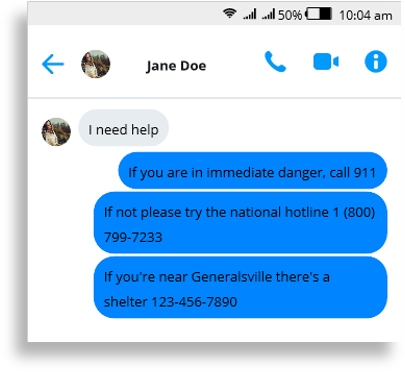 50% 10:04 am
Jane Doe
I need help
If you are in immediate danger, call 911
If not please try the national hotline 1 (800)
799-7233
If you're near Generalsville there's a
shelter 123-456-7890